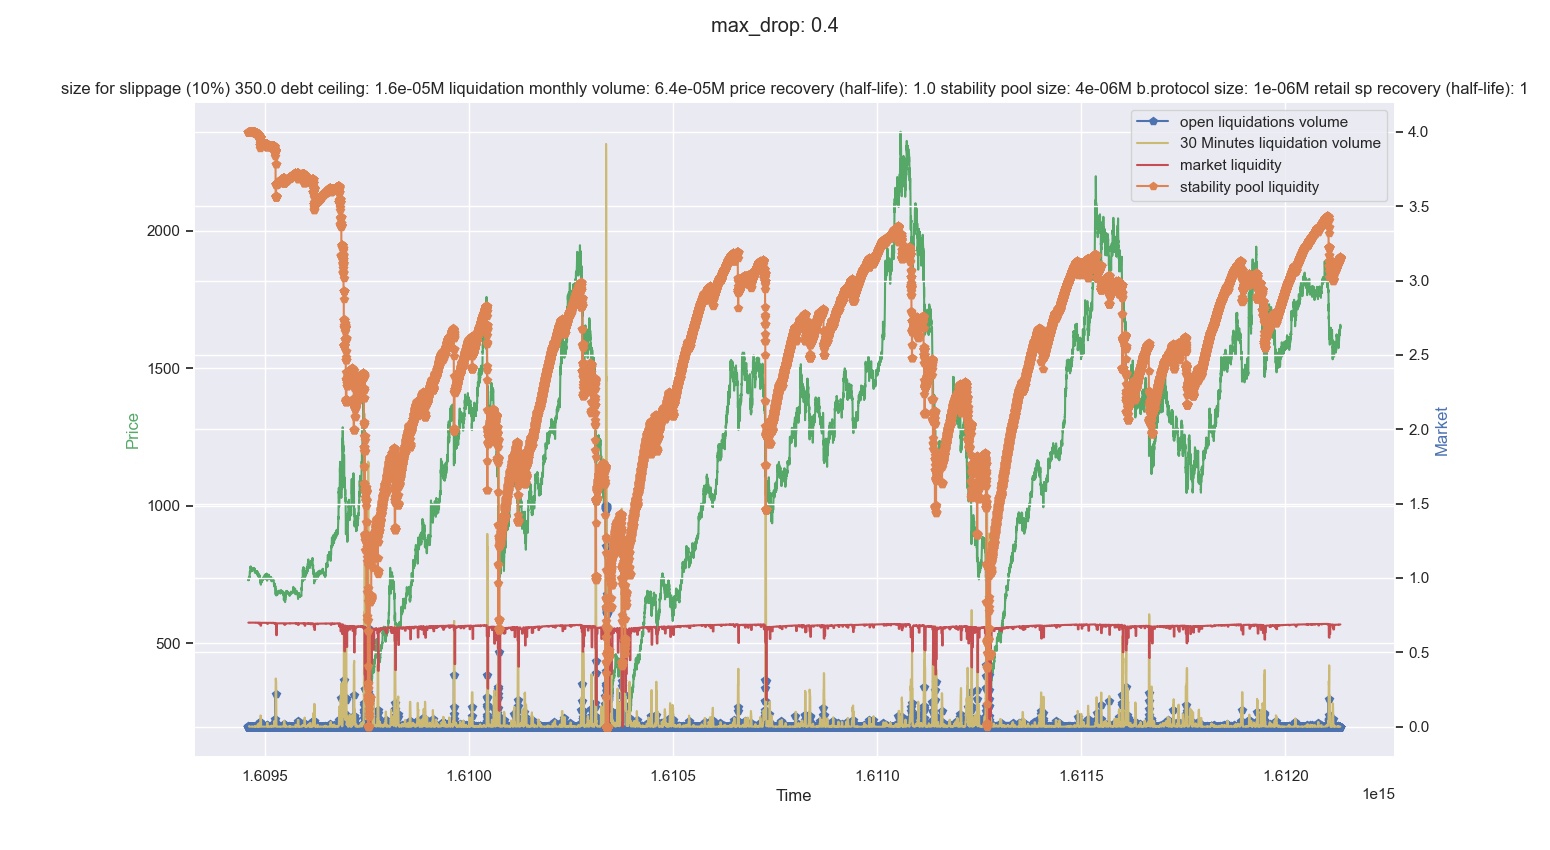 max_drop: 0.4
size for slippage (10%) 350.0 debt ceiling: 1.6e-05M liquidation monthly volume: 6.4e-05M price recovery (half-life): 1.0 stability pool size: 4e-06M b.protocol size: 1e-06M retail sp recovery (half-life): 1
open liquidations volume
30 Minutes liquidation volume
market liquidity
stability pool liquidity
Price
2000
1500
1000
500
4.0
3.5
3.0
2.5
2.0
1.5
1.0
0.5
0.0
Market
1.6095 1.6100 1.6105 1.6110 1.6115 1.6120
1e15
Time